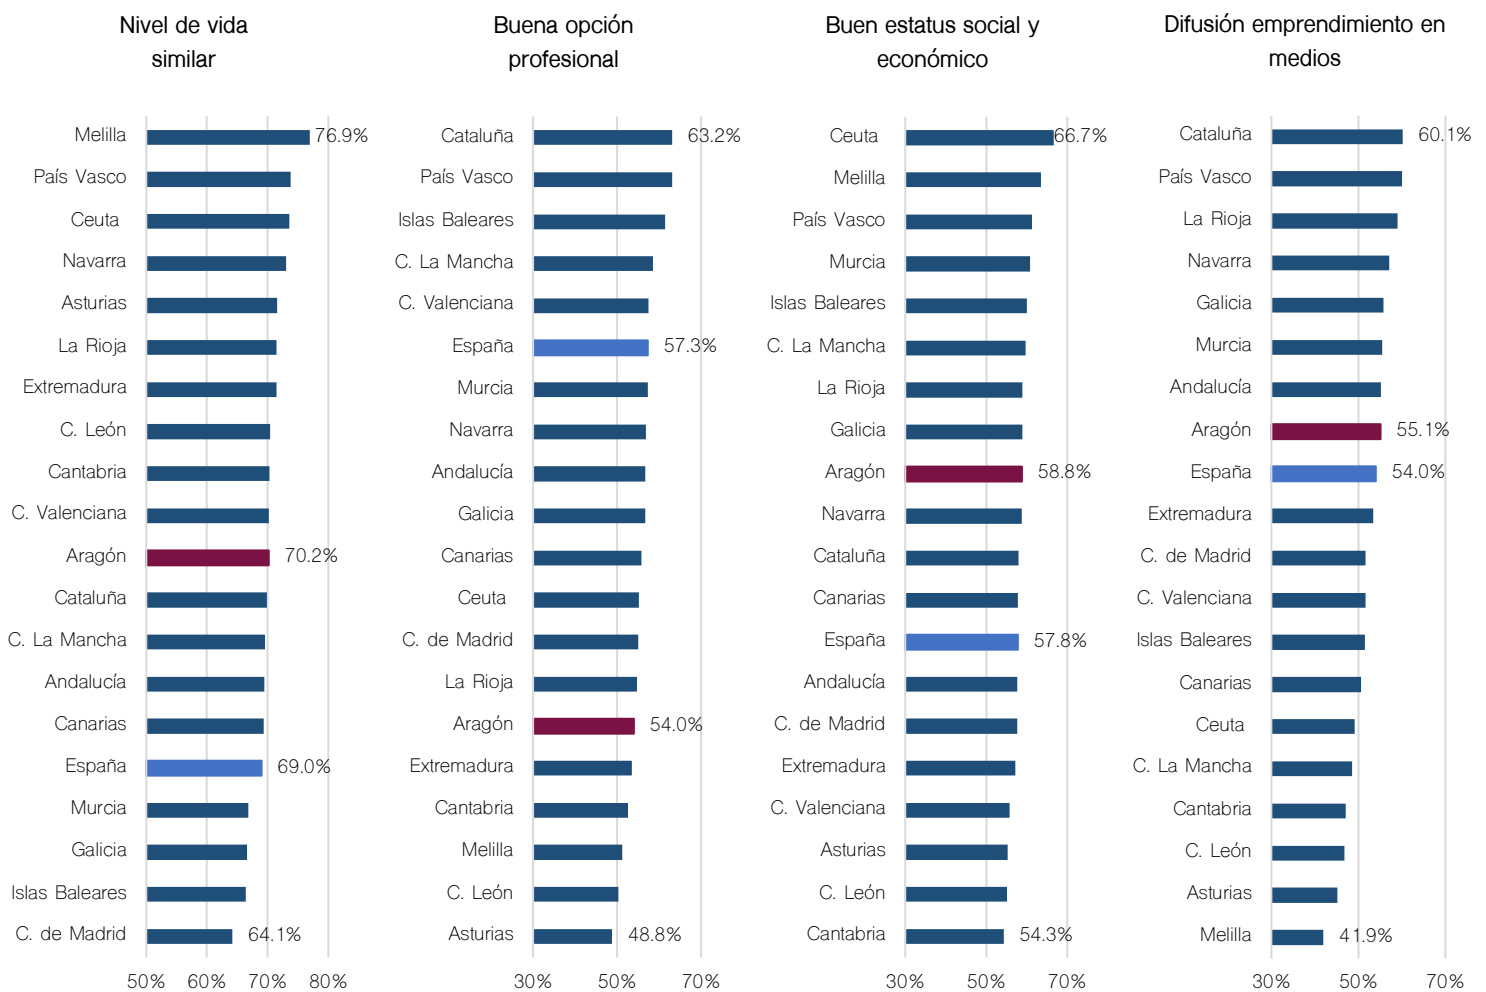 Nivel de vida
similar
Melilla 76.9%
País Vasco
Ceuta
Navarra
Asturias
La Rioja
Extremadura
C. León
Cantabria
C. Valenciana
Aragón 70.2%
Cataluña
C. La Mancha
Andalucía
Canarias
España 69.0%
Murcia
Galicia
Islas Baleares
C. de Madrid 64.1%
50% 60% 70% 80%
Buena opción
profesional
Cataluña 63.2%
País Vasco
Islas Baleares
C. La Mancha
C. Valenciana
España 57.3%
Murcia
Navarra
Andalucía
Galicia
Canarias
Ceuta
C. de Madrid
La Rioja
Aragón 54.0%
Extremadura
Cantabria
Melilla
C. León
Asturias 48.8%
30% 50% 70%
Buen estatus social y
económico
Ceuta 66.7%
Melilla
País Vasco
Murcia
Islas Baleares
C. La Mancha
La Rioja
Galicia
Aragón 58.8%
Navarra
Cataluña
Canarias
España 57.8%
Andalucía
C. de Madrid
Extremadura
C. Valenciana
Asturias
C. León
Cantabria 54.3%
30% 50% 70%
Difusión emprendimiento en
medios
Cataluña 60.1%
País Vasco
La Rioja
Navarra
Galicia
Murcia
Andalucía
Aragón 55.1%
España 54.0%
Extremadura
C. de Madrid
C. Valenciana
Islas Baleares
Canarias
Ceuta
C. La Mancha
Cantabria
C. León
Asturias
Melilla 41.9%
30% 50% 70%